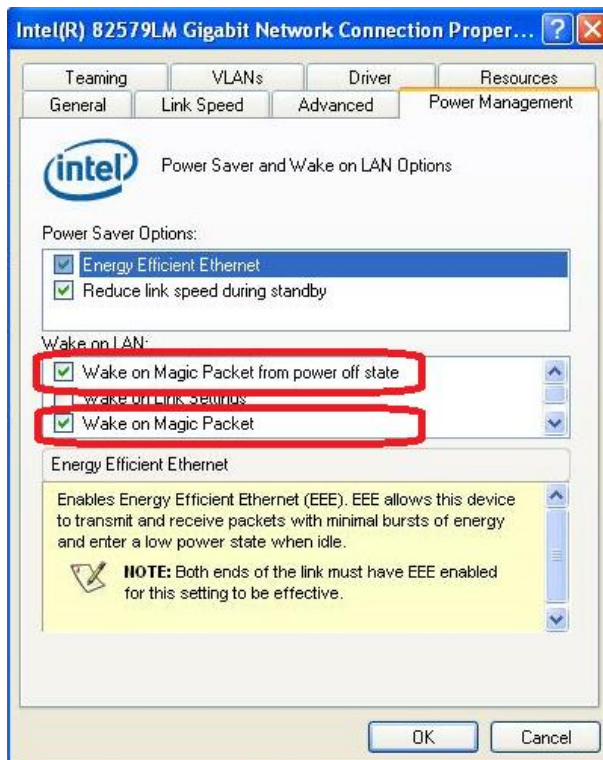 Intel(R) 82579LM Gigabit Network Connection Proper...
Teaming VLANs Driver Resources
General Link Speed Advanced Power Management
intel Power Saver and Wake on LAN Options
Power Saver Options:
Energy Efficient Ethernet
Reduce link speed during standby
Wake on LAN:
Wake on Magic Packet from power off state
Wake on Link Settings
Wake on Magic Packet
Energy Efficient Ethernet
Enables Energy Efficient Ethernet (EEE). EEE allows this device
to transmit and receive packets with minimal bursts of energy
and enter a low power state when idle.
NOTE: Both ends of the link must have EEE enabled
for this setting to be effective.
OK Cancel